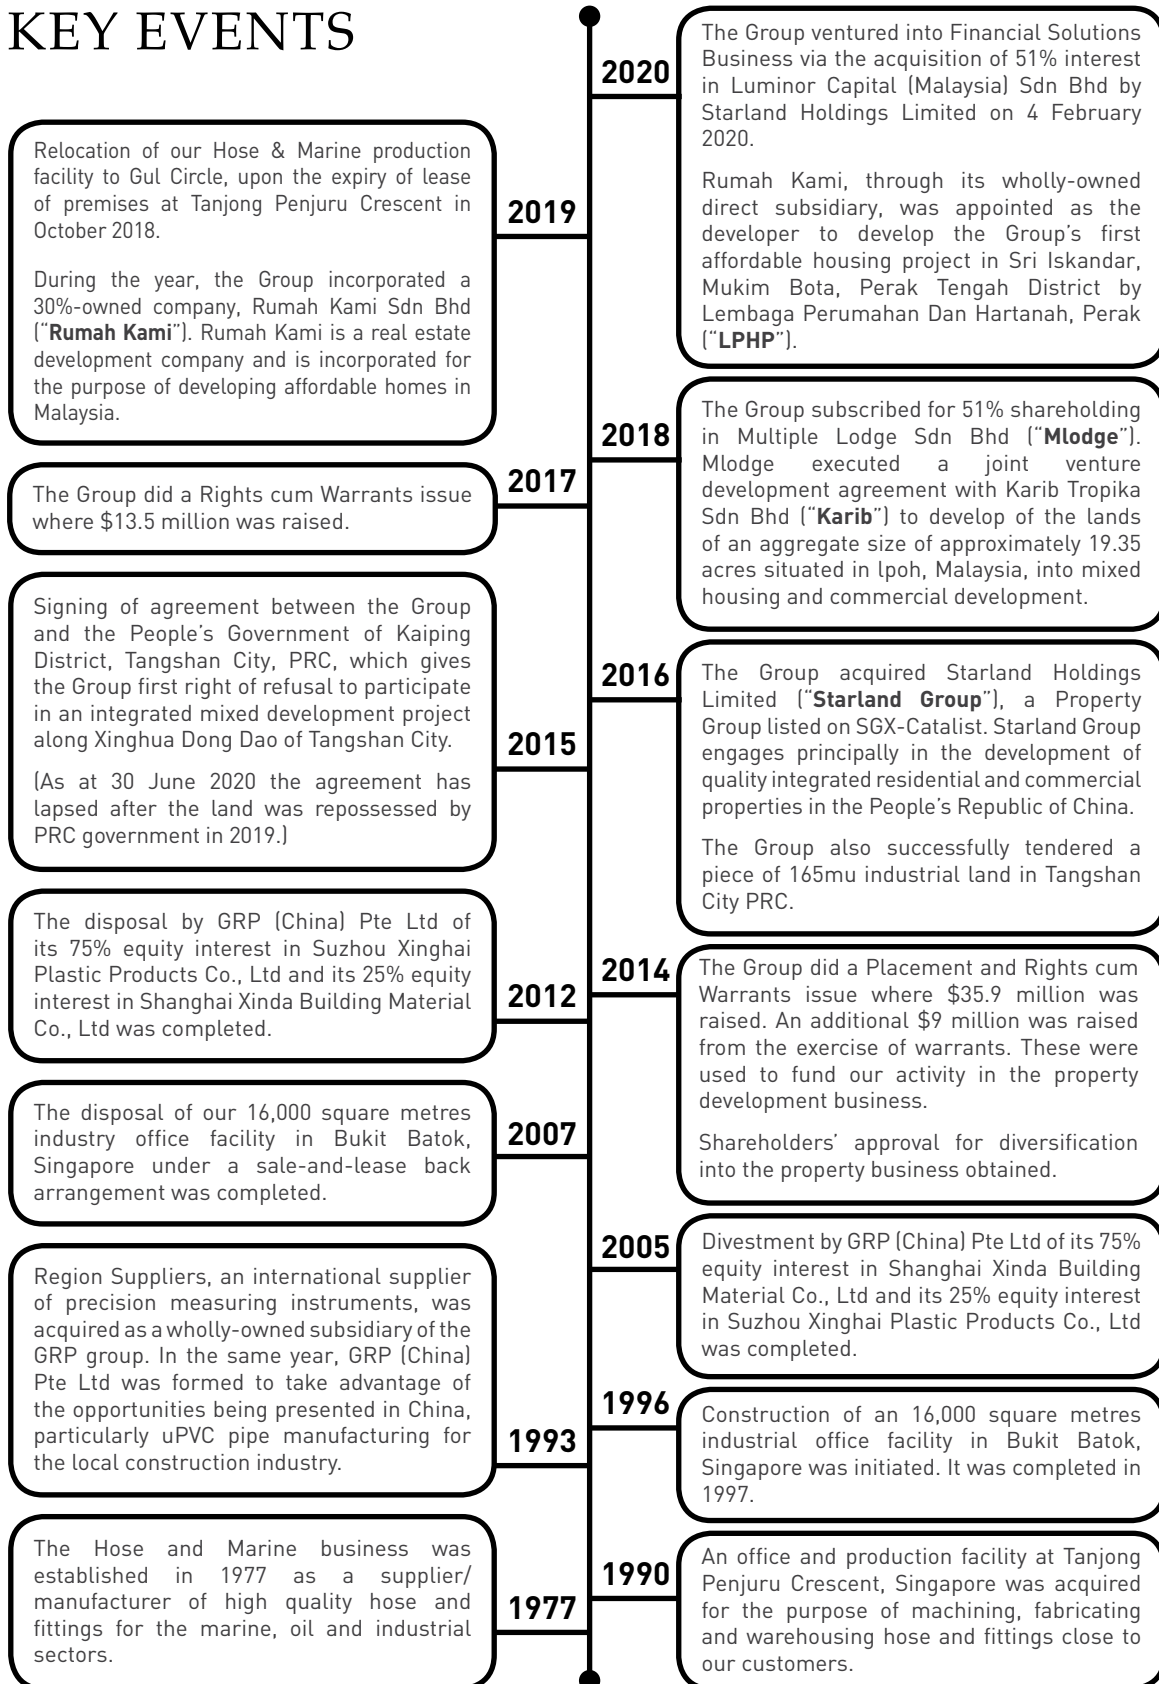 KEY EVENTS
2020
The Group ventured into Financial Solutions
Business via the acquisition of 51% interest
in Luminor Capital (Malaysia) Sdn Bhd by
Starland Holdings Limited on 4 February
2020.
Rumah Kami, through its wholly-owned
direct subsidiary, was appointed as the
developer to develop the Group's first
affordable housing project in Sri Iskandar,
Mukim Bota, Perak Tengah District by
Lembaga Perumahan Dan Hartanah, Perak
("LPHP").
2019
Relocation of our Hose & Marine production
facility to Gul Circle, upon the expiry of lease
of premises at Tanjong Penjuru Crescent in
October 2018.
During the year, the Group incorporated a
30%-owned company, Rumah Kami Sdn Bhd
("Rumah Kami"). Rumah Kami is a real estate
development company and is incorporated for
the purpose of developing affordable homes in
Malaysia.
2018
The Group subscribed for 51% shareholding
in Multiple Lodge Sdn Bhd ("Mlodge").
Mlodge executed a joint venture
development agreement with Karib Tropika
Sdn Bhd ("Karib") to develop of the lands
of an aggregate size of approximately 19.35
acres situated in lpoh, Malaysia, into mixed
housing and commercial development.
2017
The Group did a Rights cum Warrants issue
where $13.5 million was raised.
2016
The Group acquired Starland Holdings
Limited ("Starland Group"), a Property
Group listed on SGX-Catalist. Starland Group
engages principally in the development of
quality integrated residential and commercial
properties in the People's Republic of China.
The Group also successfully tendered a
piece of 165mu industrial land in Tangshan
City PRC.
2015
Signing of agreement between the Group
and the People's Government of Kaiping
District, Tangshan City, PRC, which gives
the Group first right of refusal to participate
in an integrated mixed development project
along Xinghua Dong Dao of Tangshan City.
(As at 30 June 2020 the agreement has
lapsed after the land was repossessed by
PRC government in 2019.)
2014
The Group did a Placement and Rights cum
Warrants issue where $35.9 million was
raised. An additional $9 million was raised
from the exercise of warrants. These were
used to fund our activity in the property
development business.
Shareholders' approval for diversification
into the property business obtained.
2012
The disposal by GRP (China) Pte Ltd of
its 75% equity interest in Suzhou Xinghai
Plastic Products Co., Ltd and its 25% equity
interest in Shanghai Xinda Building Material
Co., Ltd was completed.
2007
The disposal of our 16,000 square metres
industry office facility in Bukit Batok,
Singapore under a sale-and-lease back
arrangement was completed.
2005
Divestment by GRP (China) Pte Ltd of its 75%
equity interest in Shanghai Xinda Building
Material Co., Ltd and its 25% equity interest
in Suzhou Xinghai Plastic Products Co., Ltd
was completed.
1996
Construction of an 16,000 square metres
industrial office facility in Bukit Batok,
Singapore was initiated. It was completed in
1997.
1993
Region Suppliers, an international supplier
of precision measuring instruments, was
acquired as a wholly-owned subsidiary of the
GRP group. In the same year, GRP (China)
Pte Ltd was formed to take advantage of
the opportunities being presented in China,
particularly uPVC pipe manufacturing for
the local construction industry.
1990
An office and production facility at Tanjong
Penjuru Crescent, Singapore was acquired
for the purpose of machining, fabricating
and warehousing hose and fittings close to
our customers.
1977
The Hose and Marine business was
established in 1977 as a supplier/
manufacturer of high quality hose and
fittings for the marine, oil and industrial
sectors.